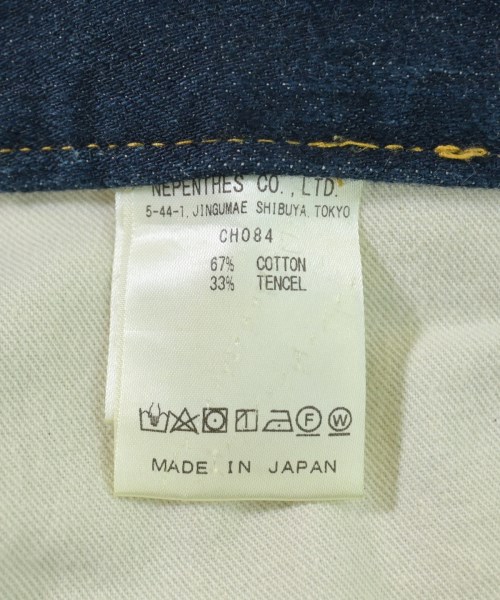 NEPENTHES CO.,LTD.
5-44-1, JINGUMAE SHIBUYA, TOKYO
CH084
67% COTTON
33% TENCEL
F W
MADE IN JAPAN